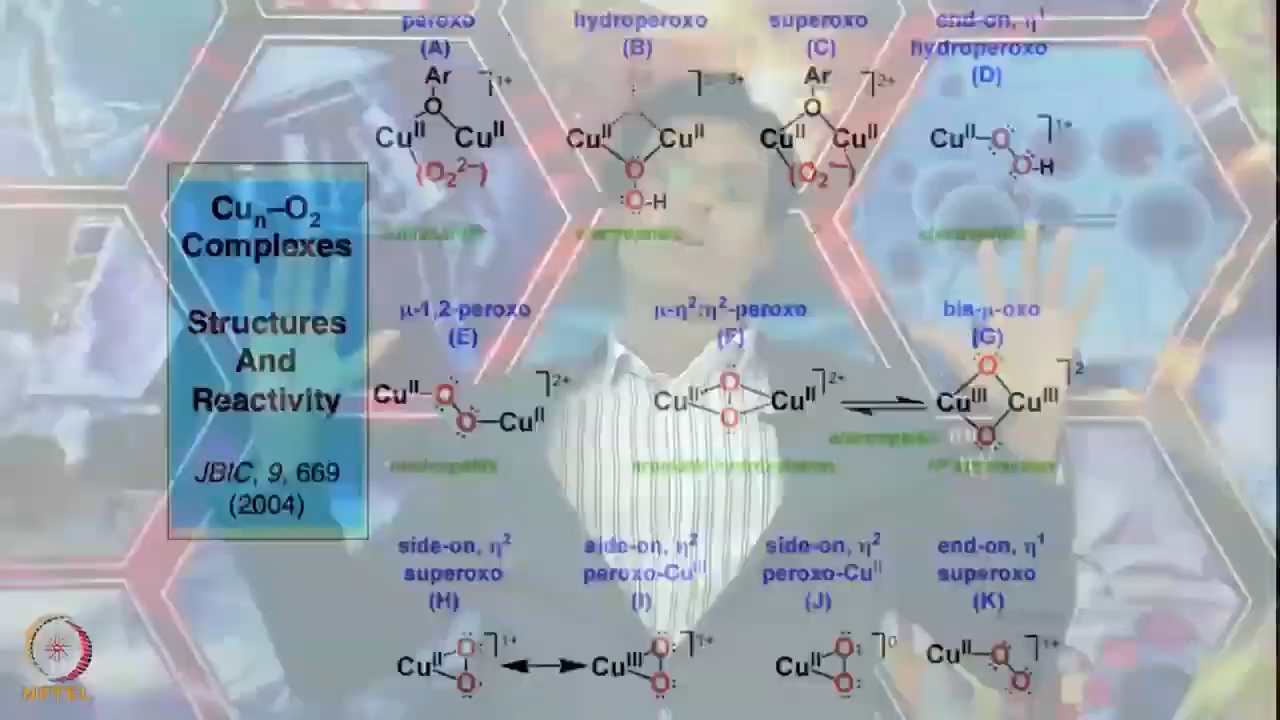 peroxo
(A)
hydroperoxo
(B)
superoxo
(C)
end-on, η¹
hydroperoxo
(D)
Ar
O
Cuᴵᴵ Cuᴵᴵ
(O₂²⁻)
]1+
Cuᴵᴵ Cuᴵᴵ
O
:O-H
Ar
O
Cuᴵᴵ Cuᴵᴵ
(O₂⁻)
]2+
Cuᴵᴵ–O
O-H
]1+
Cuₙ–O₂
Complexes
Structures
And
Reactivity
JBIC, 9, 669
(2004)
μ-1,2-peroxo
(E)
μ-η²:η²-peroxo
(F)
bis-μ-oxo
(G)
Cuᴵᴵ–O
O–Cuᴵᴵ
]2+
O
Cuᴵᴵ Cuᴵᴵ
O
]2+
O
Cuᴵᴵᴵ Cuᴵᴵᴵ
O
]2
nucleophilic
side-on, η²
superoxo
(H)
side-on, η²
peroxo-Cuᴵᴵᴵ
(I)
side-on, η²
peroxo-Cuᴵᴵ
(J)
end-on, η¹
superoxo
(K)
Cuᴵᴵ O
O
]1+
Cuᴵᴵᴵ O
O
]1+
Cuᴵᴵ O
O
]0
Cuᴵᴵ–O
O
]1+
NPTEL